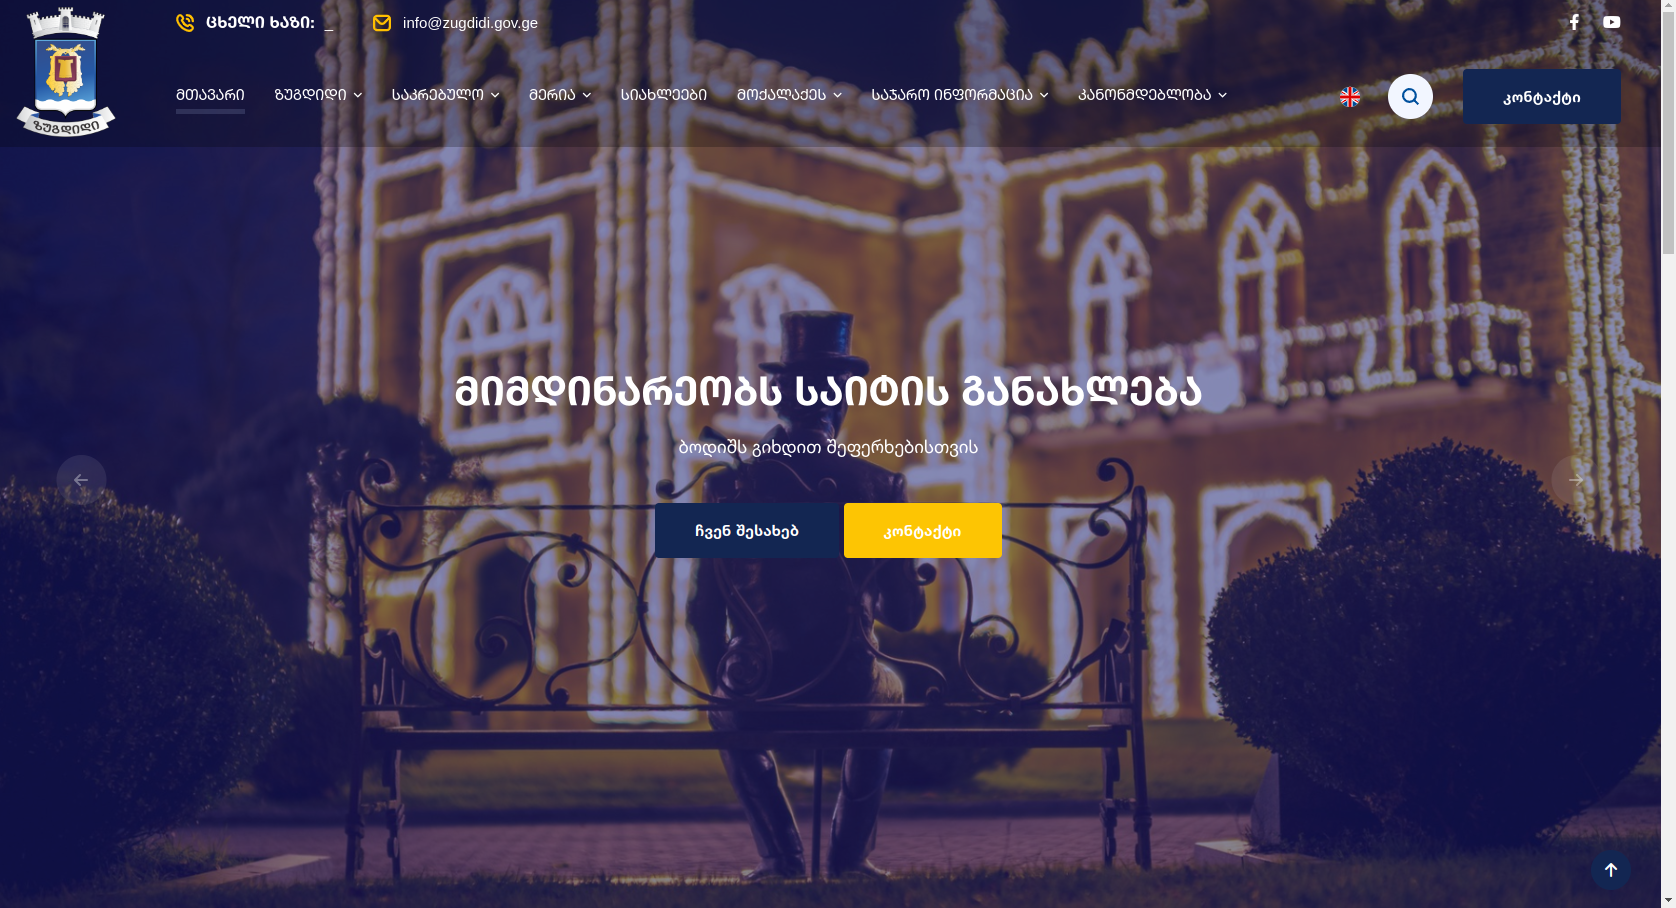 ᲪᲮᲔᲚᲘ ᲮᲐᲖᲘ: _
info@zugdidi.gov.ge
ᲛᲗᲐᲕᲐᲠᲘ
ᲖᲣᲒᲓᲘᲓᲘ
ᲡᲐᲙᲠᲔᲑᲣᲚᲝ
ᲛᲔᲠᲘᲐ
ᲡᲘᲐᲮᲚᲔᲔᲑᲘ
ᲛᲝᲥᲐᲚᲐᲥᲔᲡ
ᲡᲐᲯᲐᲠᲝ ᲘᲜᲤᲝᲠᲛᲐᲪᲘᲐ
ᲙᲐᲜᲝᲜᲛᲓᲔᲑᲚᲝᲑᲐ
კონტაქტი
ᲖᲣᲒᲓᲘᲓᲘ
ᲛᲘᲛᲓᲘᲜᲐᲠᲔᲝᲑᲡ ᲡᲐᲘᲢᲘᲡ ᲒᲐᲜᲐᲮᲚᲔᲑᲐ
ბოდიშს გიხდით შეფერხებისთვის
ჩვენ შესახებ
კონტაქტი